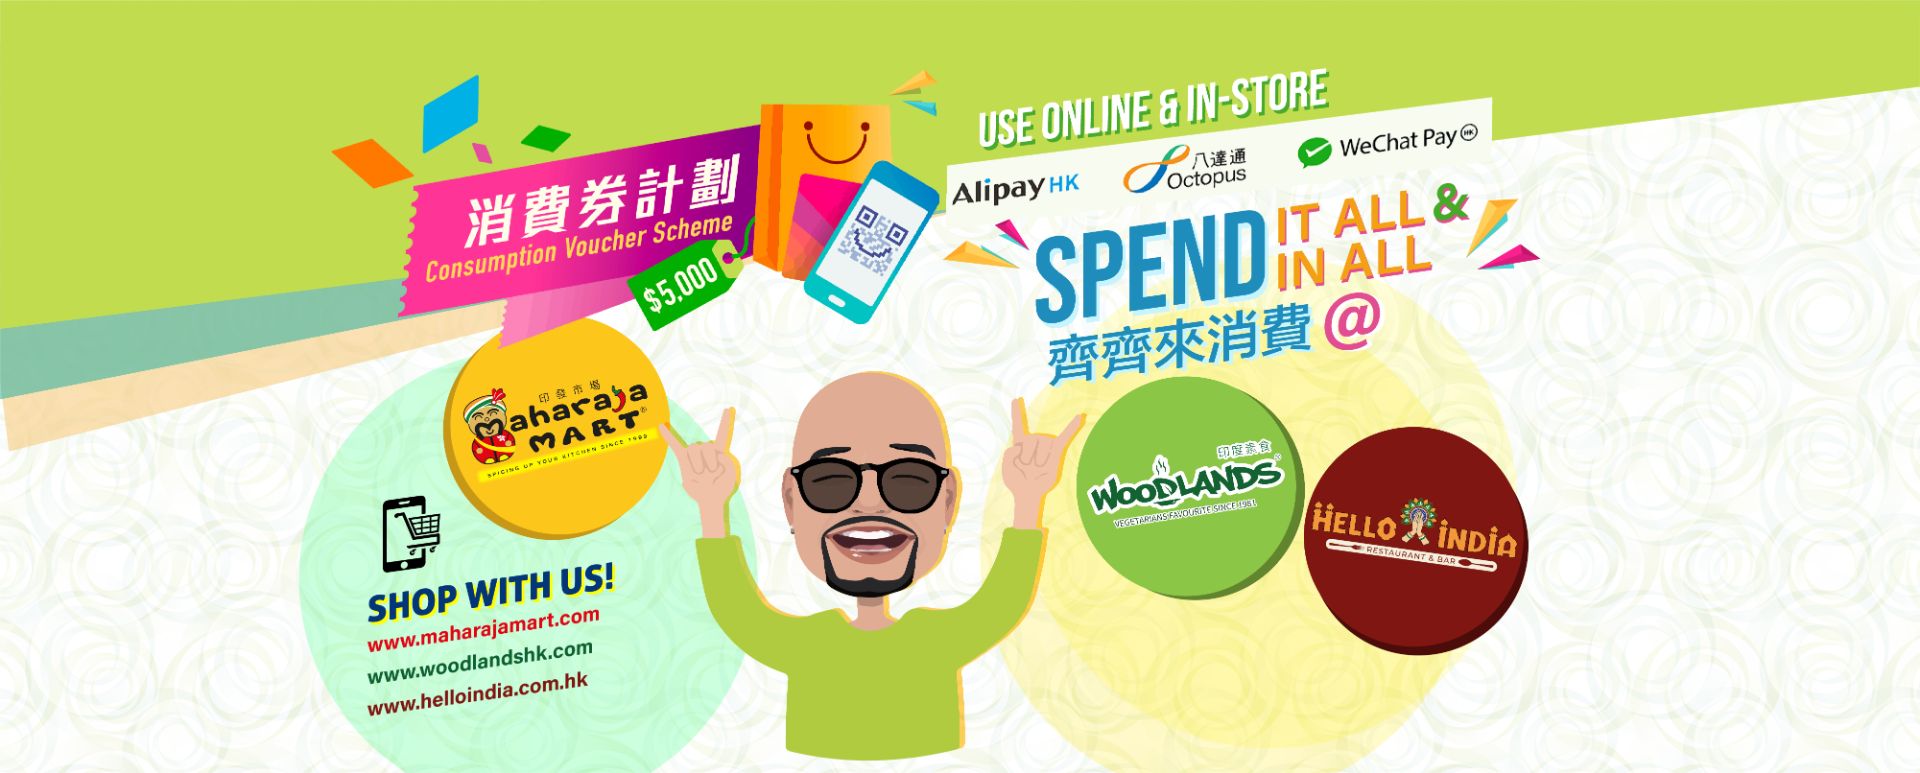 消費券計劃
Consumption Voucher Scheme
$5,000
USE ONLINE & IN-STORE
AlipayHK
八達通
Octopus
WeChat Pay HK
SPEND IT ALL &
IN ALL
齊齊來消費 @
印發市場
Maharaja
MART®
SPICING UP YOUR KITCHEN SINCE 1999
印度素食
WOODLANDS®
VEGETARIANS FAVOURITE SINCE 1981
HELLO INDIA
RESTAURANT & BAR
SHOP WITH US!
www.maharajamart.com
www.woodlandshk.com
www.helloindia.com.hk